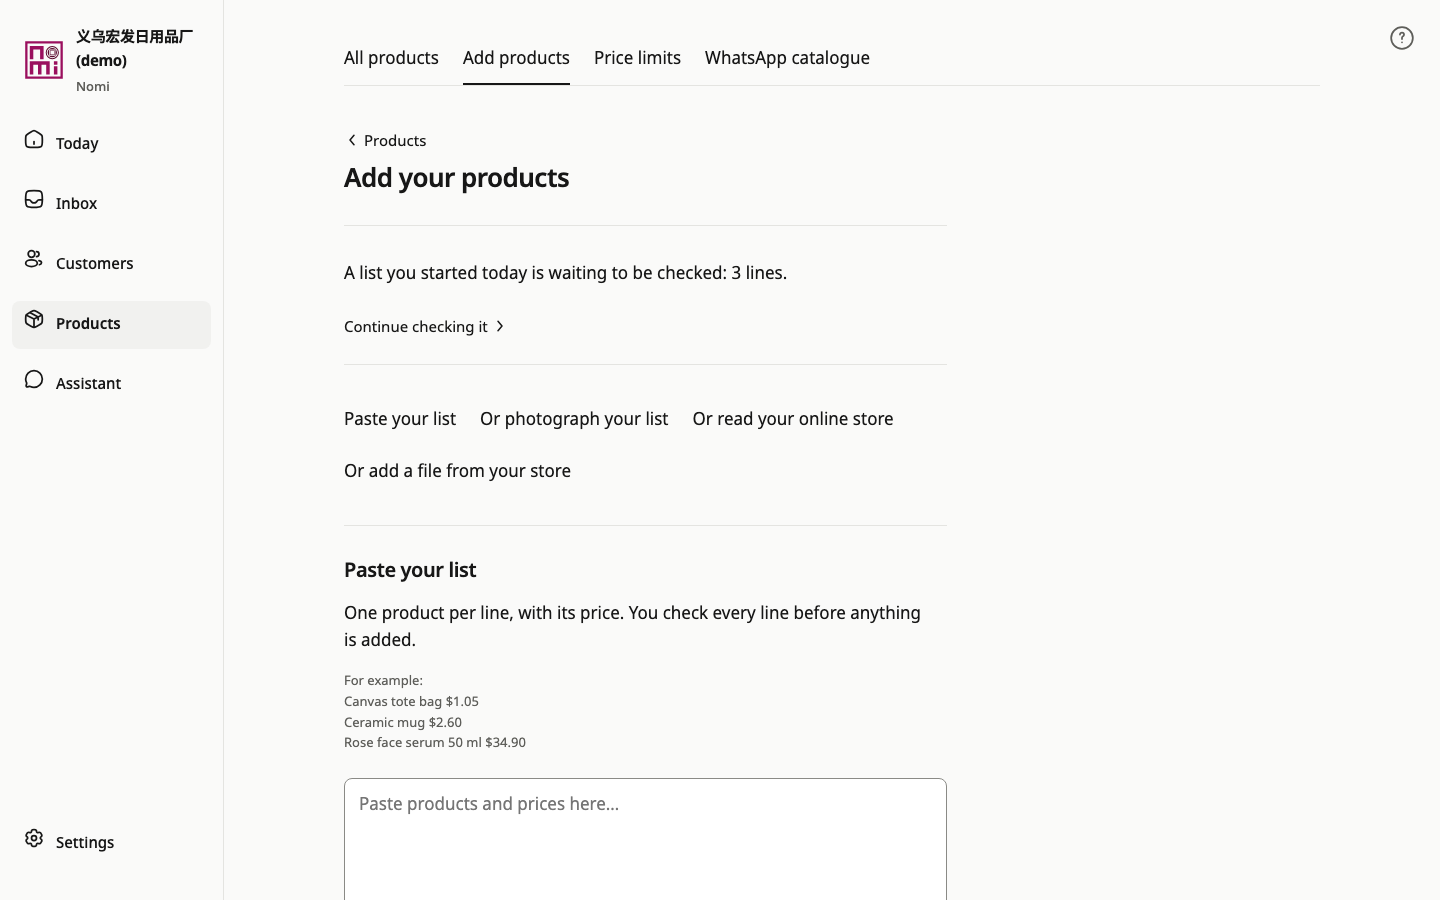 义乌宏发日用品厂
(demo)
Nomi
Today
Inbox
Customers
Products
Assistant
Settings
All products
Add products
Price limits
WhatsApp catalogue
Products
Add your products
A list you started today is waiting to be checked: 3 lines.
Continue checking it
Paste your list
Or photograph your list
Or read your online store
Or add a file from your store
Paste your list
One product per line, with its price. You check every line before anything
is added.
For example:
Canvas tote bag $1.05
Ceramic mug $2.60
Rose face serum 50 ml $34.90
Paste products and prices here...